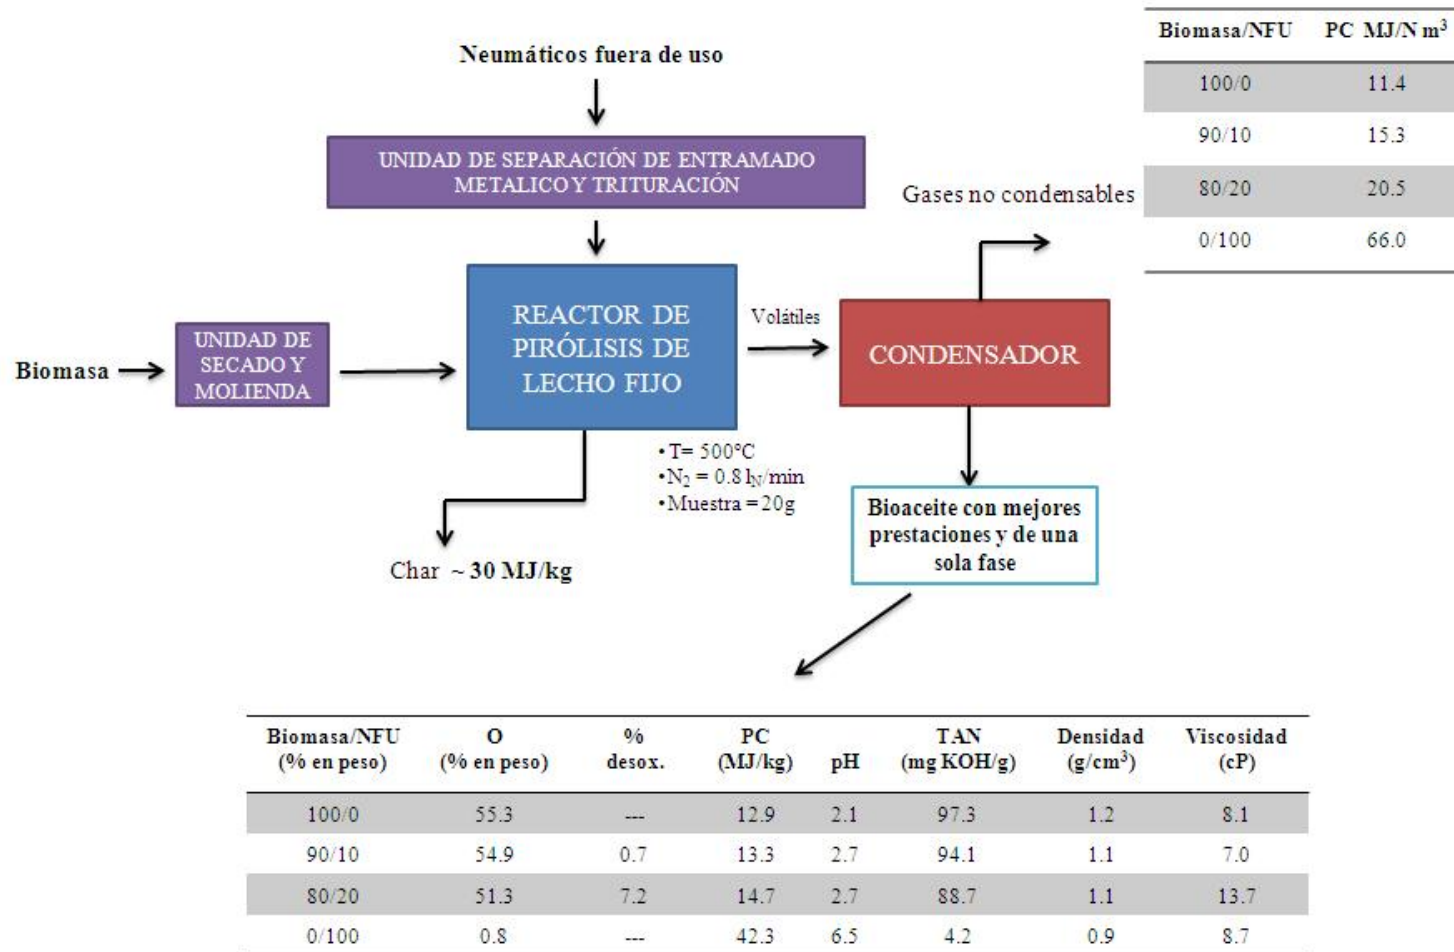 Neumáticos fuera de uso
UNIDAD DE SEPARACIÓN DE ENTRAMADO
METALICO Y TRITURACIÓN
Biomasa/NFU PC MJ/N m³
100/0 11.4
90/10 15.3
80/20 20.5
0/100 66.0
Gases no condensables
Biomasa
UNIDAD DE
SECADO Y
MOLIENDA
REACTOR DE
PIRÓLISIS DE
LECHO FIJO
Volátiles
CONDENSADOR
•T= 500°C
•N₂ = 0.8 lN/min
•Muestra = 20g
Char ~ 30 MJ/kg
Bioaceite con mejores
prestaciones y de una
sola fase
Biomasa/NFU O % PC pH TAN Densidad Viscosidad
(% en peso) (% en peso) desox. (MJ/kg) (mg KOH/g) (g/cm³) (cP)
100/0 55.3 --- 12.9 2.1 97.3 1.2 8.1
90/10 54.9 0.7 13.3 2.7 94.1 1.1 7.0
80/20 51.3 7.2 14.7 2.7 88.7 1.1 13.7
0/100 0.8 --- 42.3 6.5 4.2 0.9 8.7